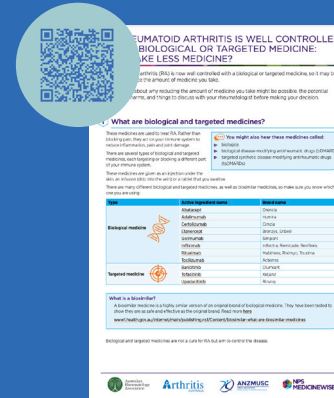 EUMATOID ARTHRITIS IS WELL CONTROLLE
BIOLOGICAL OR TARGETED MEDICINE:
AKE LESS MEDICINE?
arthritis (RA) is now well controlled with a biological or targeted medicine, so it may b
the amount of medicine you take.
about why reducing the amount of medicine you take might be possible, the potential
and things to discuss with your rheumatologist before making your decision.
What are biological and targeted medicines?
These medicines are used to treat RA. Rather than
blocking pain, they act on your immune system to
reduce inflammation, pain and joint damage.
There are several types of biological and targeted
medicines, each targeting or blocking a different part
of your immune system.
These medicines are given as an injection under the
skin, an infusion (drip) into the vein or a tablet that you swallow.
You might also hear these medicines called:
biologics
biological disease-modifying antirheumatic drugs (bDMARD
targeted synthetic disease-modifying antirheumatic drugs
(tsDMARDs)
There are many different biological and targeted medicines, as well as biosimilar medicines, so make sure you know which
one you are using.
Type Active ingredient name Brand name
Biological medicine
Abatacept Orencia
Adalimumab Humira
Certolizumab Cimzia
Etanercept Brenzys, Enbrel
Golimumab Simponi
Infliximab Inflectra, Remicade, Renflexis
Rituximab Mabthera, Riximyo, Truxima
Tocilizumab Actemra
Targeted medicine
Baricitinib Olumiant
Tofacitinib Xeljanz
Upadacitinib Rinvoq
What is a biosimilar?
A biosimilar medicine is a highly similar version of an original brand of biological medicine. They have been tested to
show they are as safe and effective as the original brand. Read more here
Biological and targeted medicines are not a cure for RA but aim to control the disease.
Australian
Rheumatology
Association
Arthritis
ANZMUSC
NPS
MEDICINEWISE